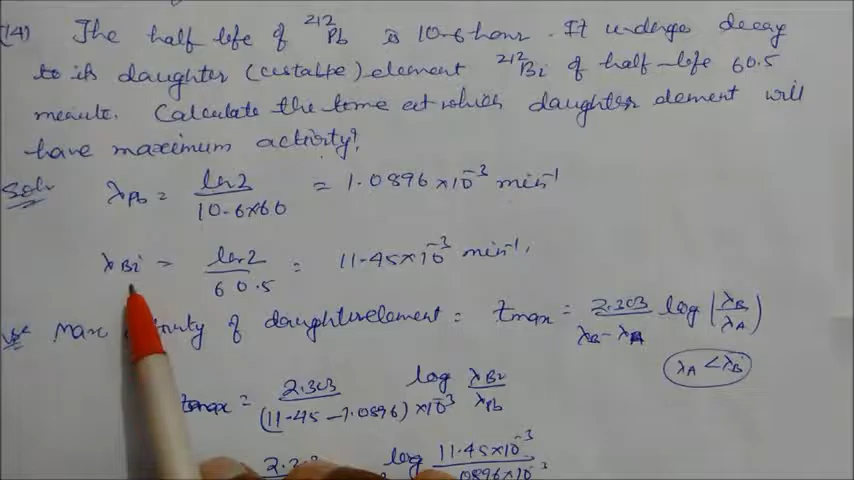 (14) The half life of ²¹²Pb is 10.6 hour. It undergo decay
to its daughter (unstable) element ²¹²Bi of half-life 60.5
minute. Calculate the time at which daughter element will
have maximum activity?
Soln λPb = ln2 / 10.6×60 = 1.0896×10⁻³ min⁻¹
λBi = ln2 / 60.5 = 11.45×10⁻³ min⁻¹.
Max activity of daughter element = tmax = 2.303 / λB - λA log (λB / λA)
λA < λB
tmax = 2.303 / (11.45 - 1.0896)×10⁻³ log λBi / λPb
log 11.45×10⁻³ / 0896×10⁻³